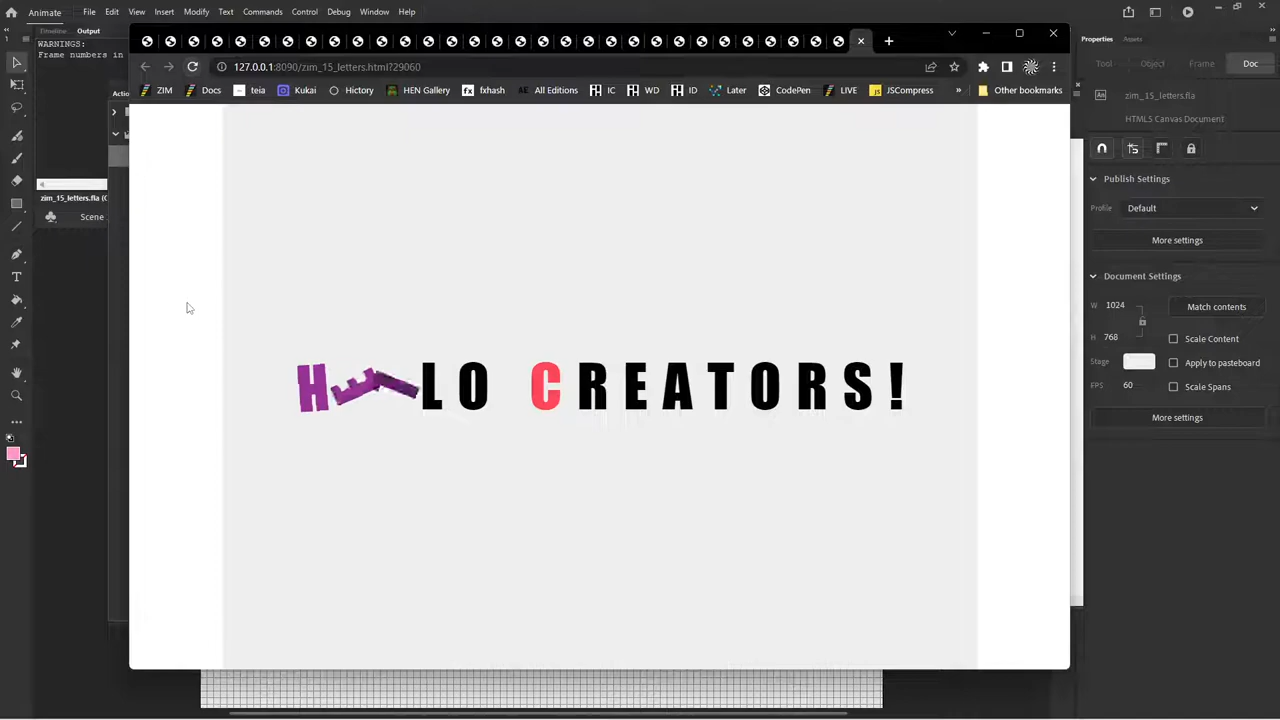 Animate File Edit View Insert Modify Text Commands Control Debug Window Help
Timeline Output
WARNINGS:
Frame numbers in
Actio
zim_15_letters.fla (C
Scene
127.0.0.1:8090/zim_15_letters.html?29060
ZIM Docs teia Kukai Hictory HEN Gallery fxhash All Editions IC WD ID Later CodePen LIVE JSCompress » Other bookmarks
HELLO CREATORS!
Properties Assets
Tool Object Frame Doc
zim_15_letters.fla
HTML5 Canvas Document
Publish Settings
Profile Default
More settings
Document Settings
W 1024 Match contents
H 768 Scale Content
Stage Apply to pasteboard
FPS 60 Scale Spans
More settings